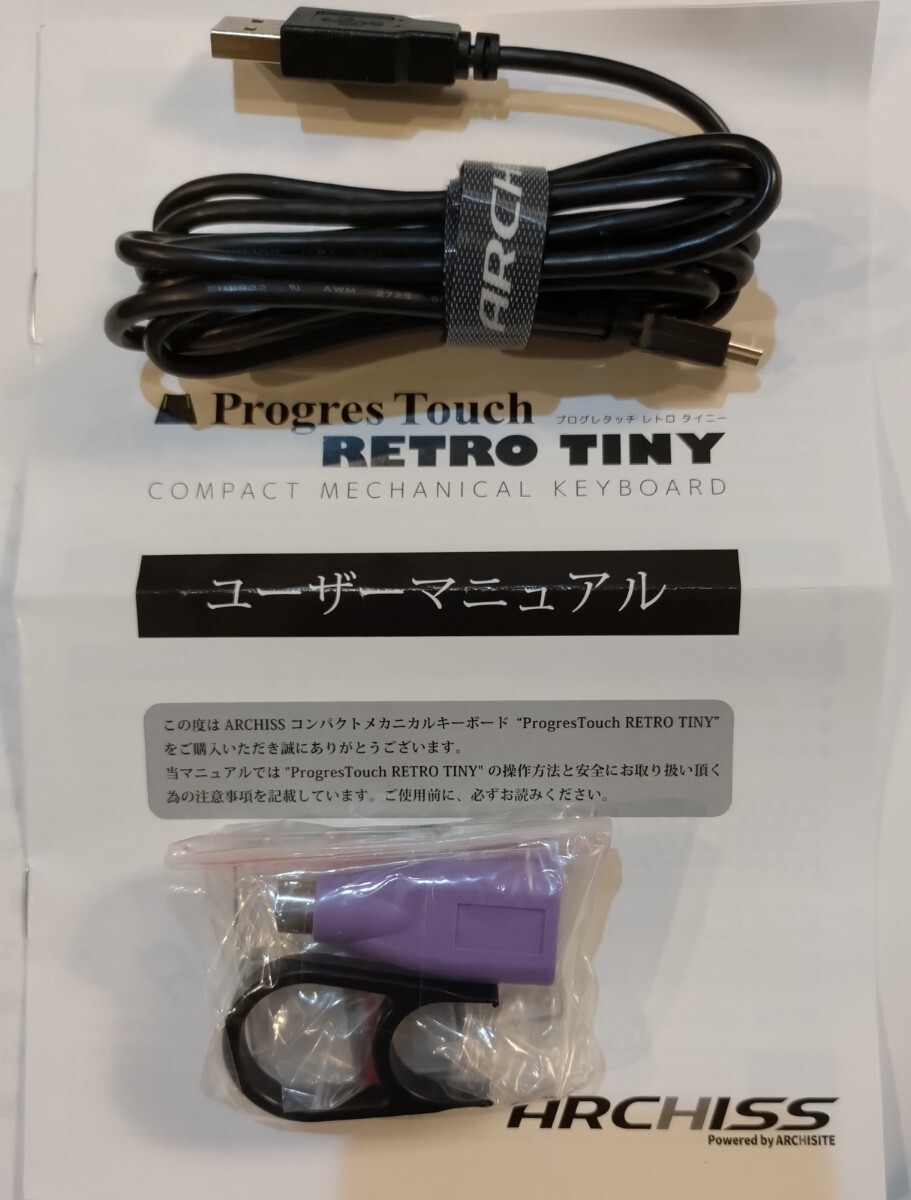 ARCHI
AWM 2725
Progres Touch プログレタッチ レトロ タイニー
RETRO TINY
COMPACT MECHANICAL KEYBOARD
ユーザーマニュアル
この度は ARCHISS コンパクトメカニカルキーボード “ProgresTouch RETRO TINY”
をご購入いただき誠にありがとうございます。
当マニュアルでは "ProgresTouch RETRO TINY" の操作方法と安全にお取り扱い頂く
為の注意事項を記載しています。ご使用前に、必ずお読みください。
ARCHISS
Powered by ARCHISITE